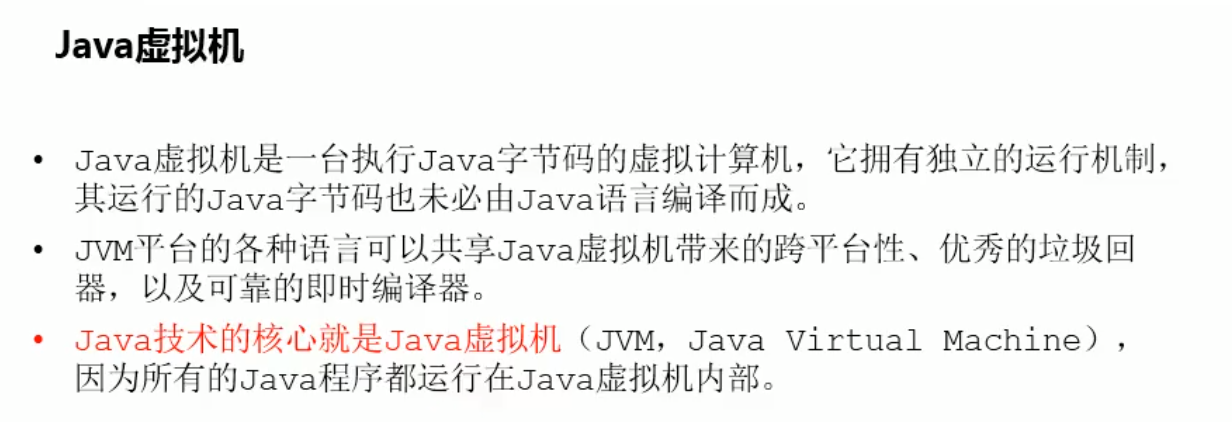 Java虚拟机
• Java虚拟机是一台执行Java字节码的虚拟计算机，它拥有独立的运行机制，
其运行的Java字节码也未必由Java语言编译而成。
• JVM平台的各种语言可以共享Java虚拟机带来的跨平台性、优秀的垃圾回
器，以及可靠的即时编译器。
• Java技术的核心就是Java虚拟机（JVM，Java Virtual Machine），
因为所有的Java程序都运行在Java虚拟机内部。